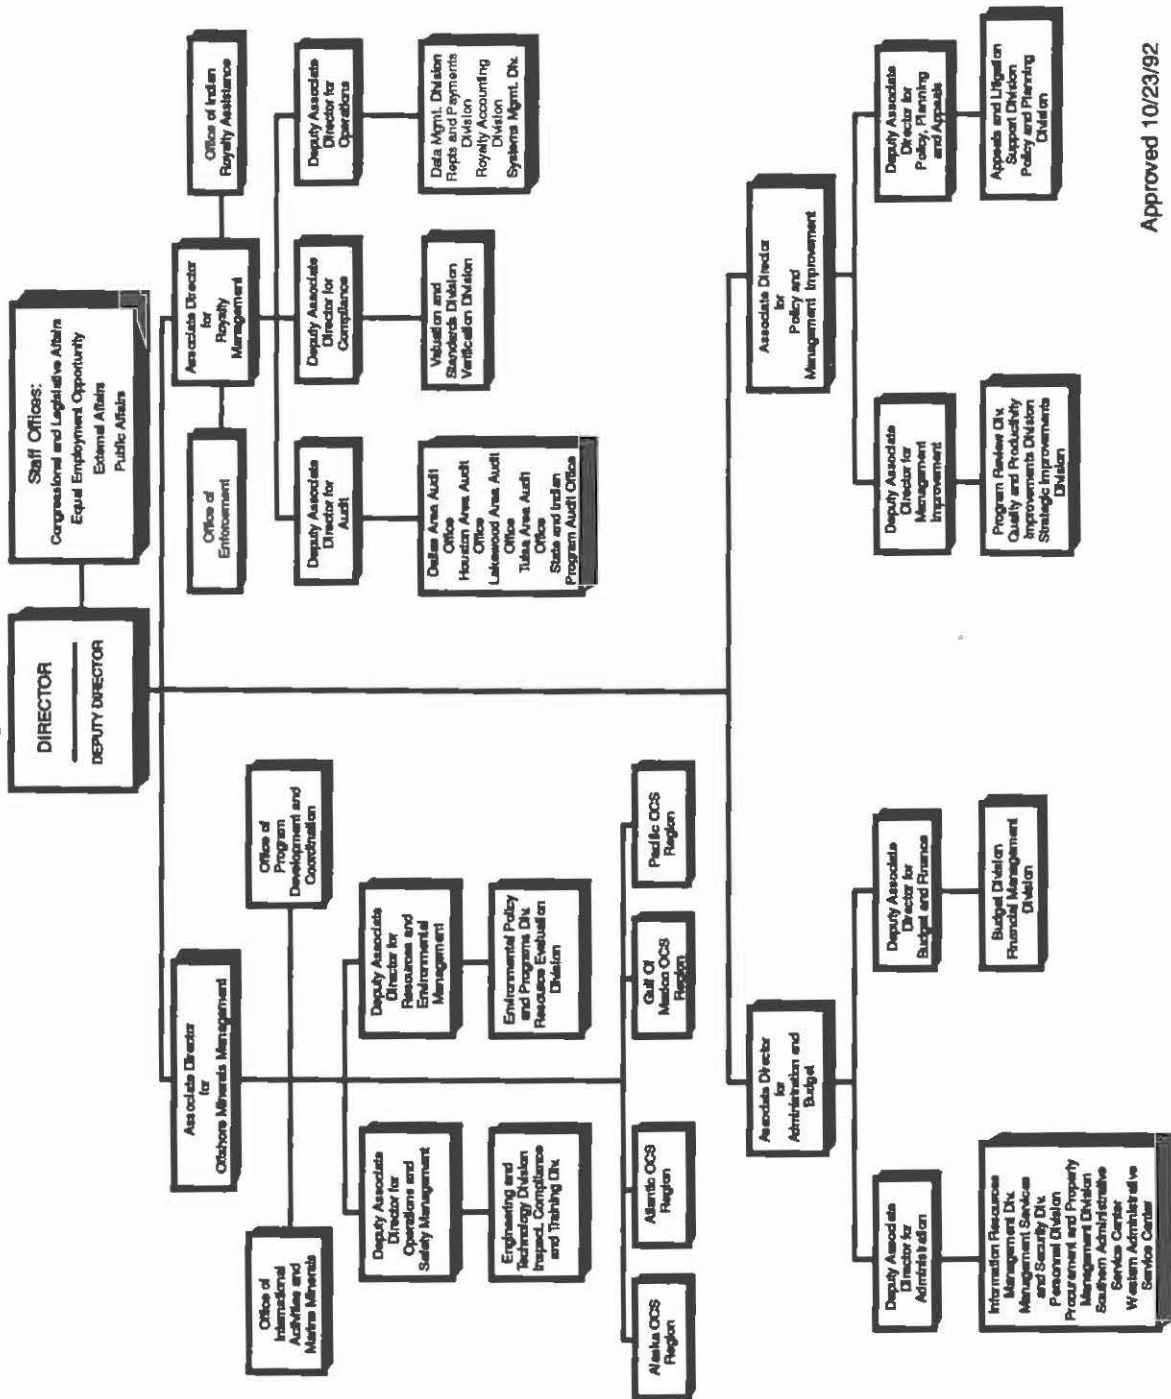 DIRECTOR
DEPUTY DIRECTOR
Staff Offices:
Congressional and Legislative Affairs
Equal Employment Opportunity
External Affairs
Public Affairs
Associate Director
for
Offshore Minerals Management
Office of
International
Activities and
Marine Minerals
Office of
Program
Development and
Coordination
Deputy Associate
Director for
Operations and
Safety Management
Engineering and
Technology Division
Inspect. Compliance
and Training Div.
Deputy Associate
Director for
Resources and
Environmental
Management
Environmental Policy
and Programs Div.
Resource Evaluation
Division
Alaska OCS
Region
Atlantic OCS
Region
Gulf Of
Mexico OCS
Region
Pacific OCS
Region
Associate Director
for
Royalty
Management
Office of
Enforcement
Office of Indian
Royalty Assistance
Deputy Associate
Director for
Audit
Dallas Area Audit
Office
Houston Area Audit
Office
Lakewood Area Audit
Office
Tulsa Area Audit
Office
State and Indian
Program Audit Office
Deputy Associate
Director for
Compliance
Valuation and
Standards Division
Verification Division
Deputy Associate
Director for
Operations
Data Mgmt. Division
Repts and Payments
Division
Royalty Accounting
Division
Systems Mgmt. Div.
Associate Director
for
Administration and
Budget
Deputy Associate
Director for
Administration
Information Resources
Management Div.
Management Services
and Security Div.
Personnel Division
Procurement and Property
Management Division
Southern Administrative
Service Center
Western Administrative
Service Center
Deputy Associate
Director for
Budget and Finance
Budget Division
Financial Management
Division
Associate Director
for
Policy and
Management Improvement
Deputy Associate
Director for
Management
Improvement
Program Review Div.
Quality and Productivity
Improvements Division
Strategic Improvements
Division
Deputy Associate
Director for
Policy, Planning
and Appeals
Appeals and Litigation
Support Division
Policy and Planning
Division
Approved 10/23/92